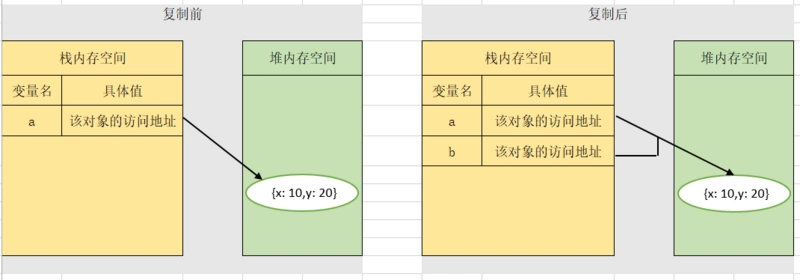 复制前
栈内存空间
堆内存空间
变量名 具体值
a 该对象的访问地址
{x: 10,y: 20}
复制后
栈内存空间
堆内存空间
变量名 具体值
a 该对象的访问地址
b 该对象的访问地址
{x: 10,y: 20}